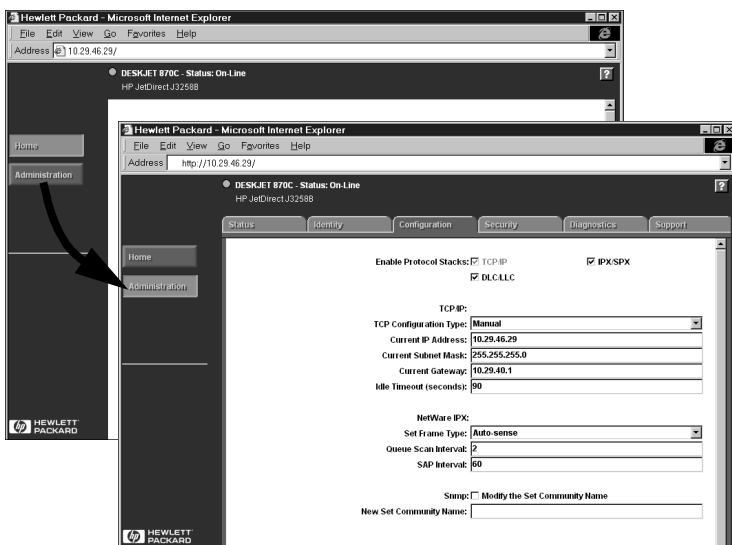 Hewlett Packard - Microsoft Internet Explorer
File Edit View Go Favorites Help
Address 10.29.46.29/
DESKJET 870C - Status: On-Line
HP JetDirect J3258B
?
Home
Administration
HEWLETT
PACKARD
Hewlett Packard - Microsoft Internet Explorer
File Edit View Go Favorites Help
Address http://10.29.46.29/
DESKJET 870C - Status: On-Line
HP JetDirect J3258B
?
Status Identity Configuration Security Diagnostics Support
Home
Administration
Enable Protocol Stacks: TCP/IP IPX/SPX
DLC/LLC
TCP/IP:
TCP Configuration Type: Manual
Current IP Address: 10.29.46.29
Current Subnet Mask: 255.255.255.0
Current Gateway: 10.29.40.1
Idle Timeout (seconds): 90
NetWare IPX:
Set Frame Type: Auto-sense
Queue Scan Interval: 2
SAP Interval: 60
Snmp: Modify the Set Community Name
New Set Community Name:
hp HEWLETT
PACKARD